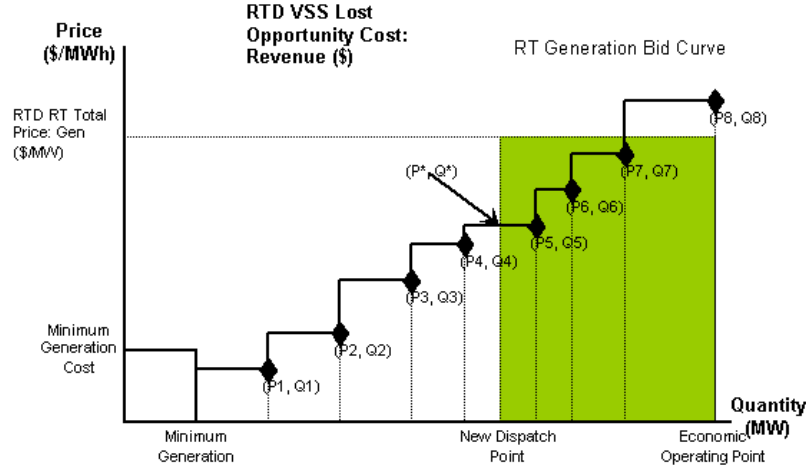 RTD VSS Lost
Opportunity Cost:
Revenue ($)
Price
($/MWh)
RT Generation Bid Curve
RTD RT Total
Price: Gen
($/MW)
(P8, Q8)
(P*, Q*)
(P7, Q7)
(P6, Q6)
(P5, Q5)
(P4, Q4)
(P3, Q3)
Minimum
Generation
Cost
(P2, Q2)
(P1, Q1)
Quantity
(MW)
Minimum
Generation
New Dispatch
Point
Economic
Operating Point